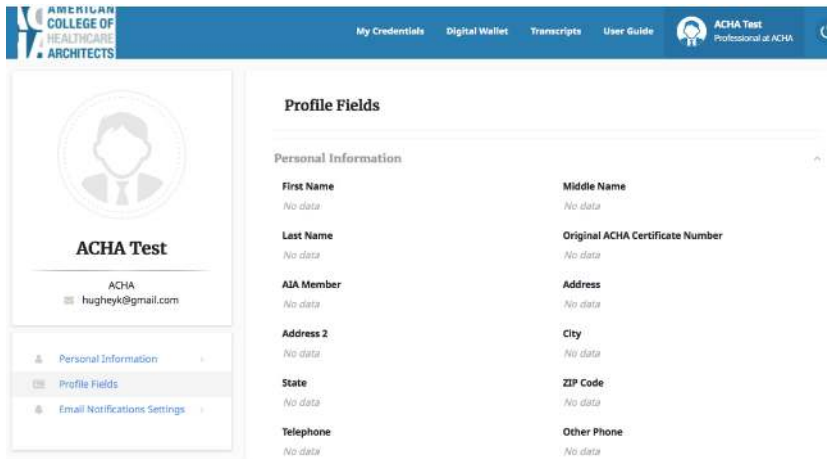 AMERICAN
COLLEGE OF
HEALTHCARE
ARCHITECTS
My Credentials Digital Wallet Transcripts User Guide
ACHA Test
Professional at ACHA
ACHA Test
ACHA
hugheyk@gmail.com
Personal Information
Profile Fields
Email Notifications Settings
Profile Fields
Personal Information
First Name Middle Name
No data No data
Last Name Original ACHA Certificate Number
No data No data
AIA Member Address
No data No data
Address 2 City
No data No data
State ZIP Code
No data No data
Telephone Other Phone
No data No data